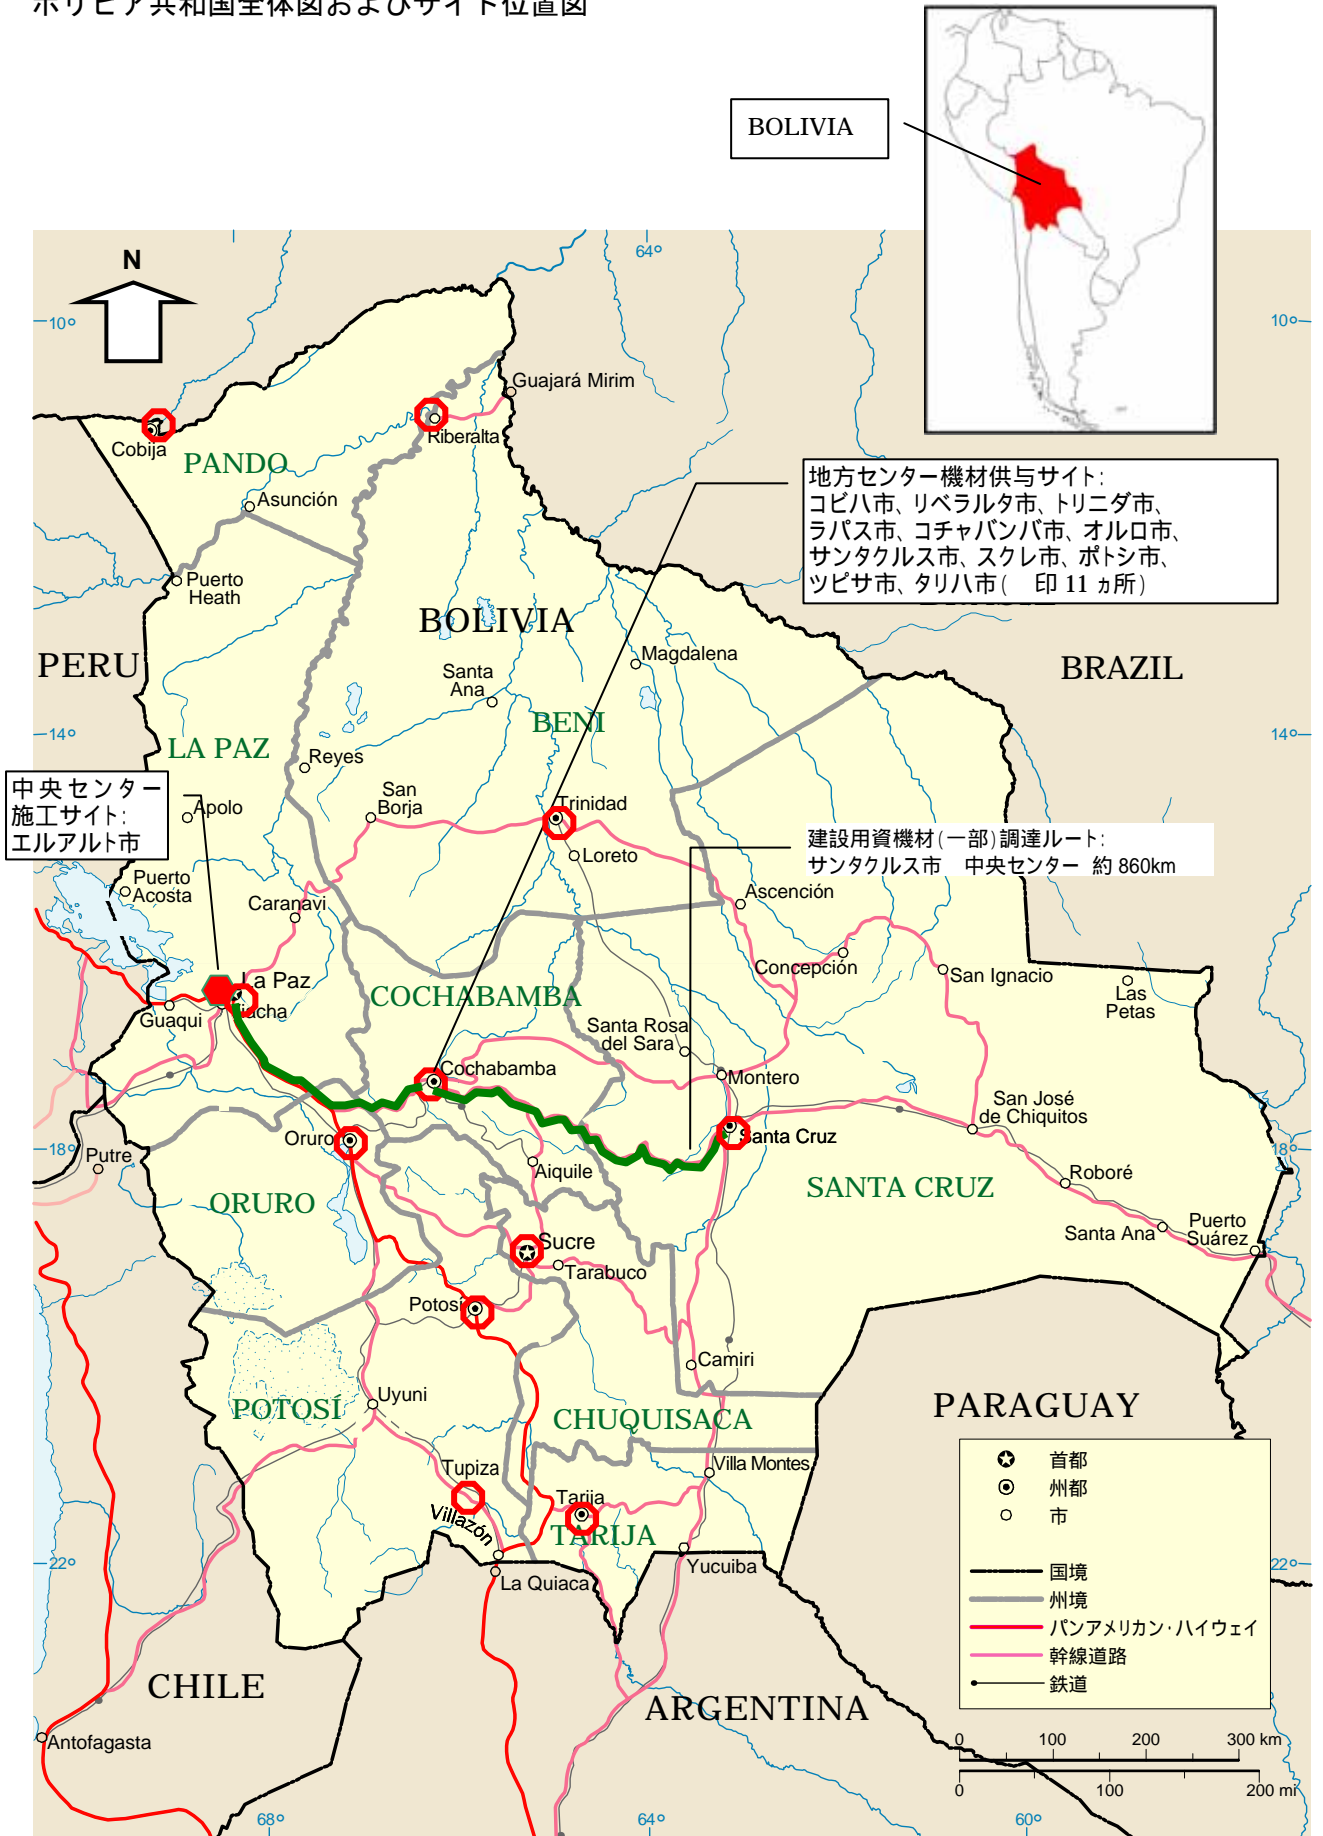 ボリビア共和国全体図およびサイト位置図
BOLIVIA
N
64°
10°
10°
Guajará Mirim
Riberalta
Cobija
PANDO
Asunción
地方センター機材供与サイト:
コビハ市、リベラルタ市、トリニダ市、
ラパス市、コチャバンバ市、オルロ市、
サンタクルス市、スクレ市、ポトシ市、
ツピサ市、タリハ市( 印 11 ヵ所)
Puerto
Heath
BOLIVIA
PERU
Magdalena
BRAZIL
Santa
Ana
BENI
14°
14°
LA PAZ
Reyes
中央センター
施工サイト:
エルアルト市
Apolo
San
Borja
Trinidad
Loreto
建設用資機材(一部)調達ルート:
サンタクルス市 中央センター 約 860km
Puerto
Acosta
Caranavi
Ascención
Concepción
San Ignacio
Las
Petas
La Paz
iacha
Guaqui
COCHABAMBA
Santa Rosa
del Sara
Cochabamba
Montero
San José
de Chiquitos
Oruro
Santa Cruz
18°
18°
Putre
Aiquile
Roboré
ORURO
SANTA CRUZ
Santa Ana
Puerto
Suárez
Sucre
Tarabuco
Potosí
Camiri
Uyuni
POTOSÍ
CHUQUISACA
PARAGUAY
Tupiza
Villa Montes
Villazón
Tarija
TARIJA
22°
22°
La Quiaca
Yucuiba
首都
州都
市
国境
州境
パンアメリカン・ハイウェイ
幹線道路
鉄道
CHILE
ARGENTINA
Antofagasta
0 100 200 300 km
0 100 200 mi
68°
64°
60°